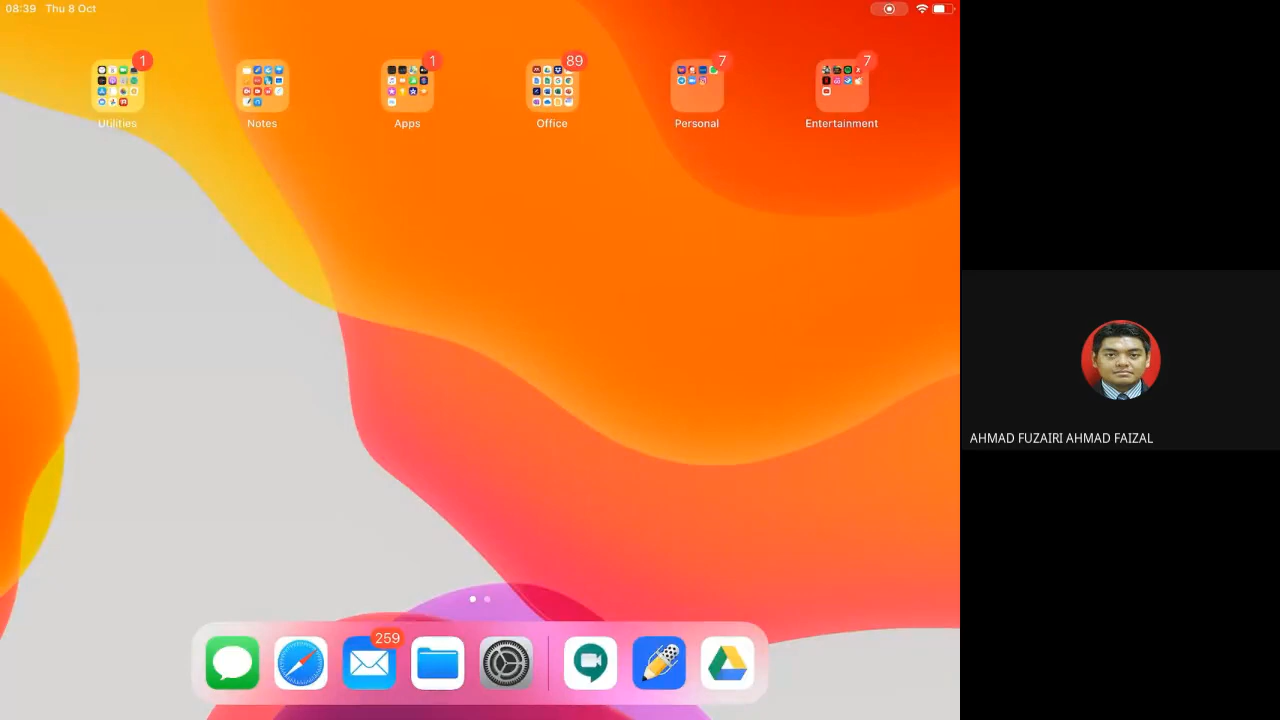 08:39 Thu 8 Oct
1
1
89
7
7
Utilities
Notes
Apps
Office
Personal
Entertainment
AHMAD FUZAIRI AHMAD FAIZAL
259